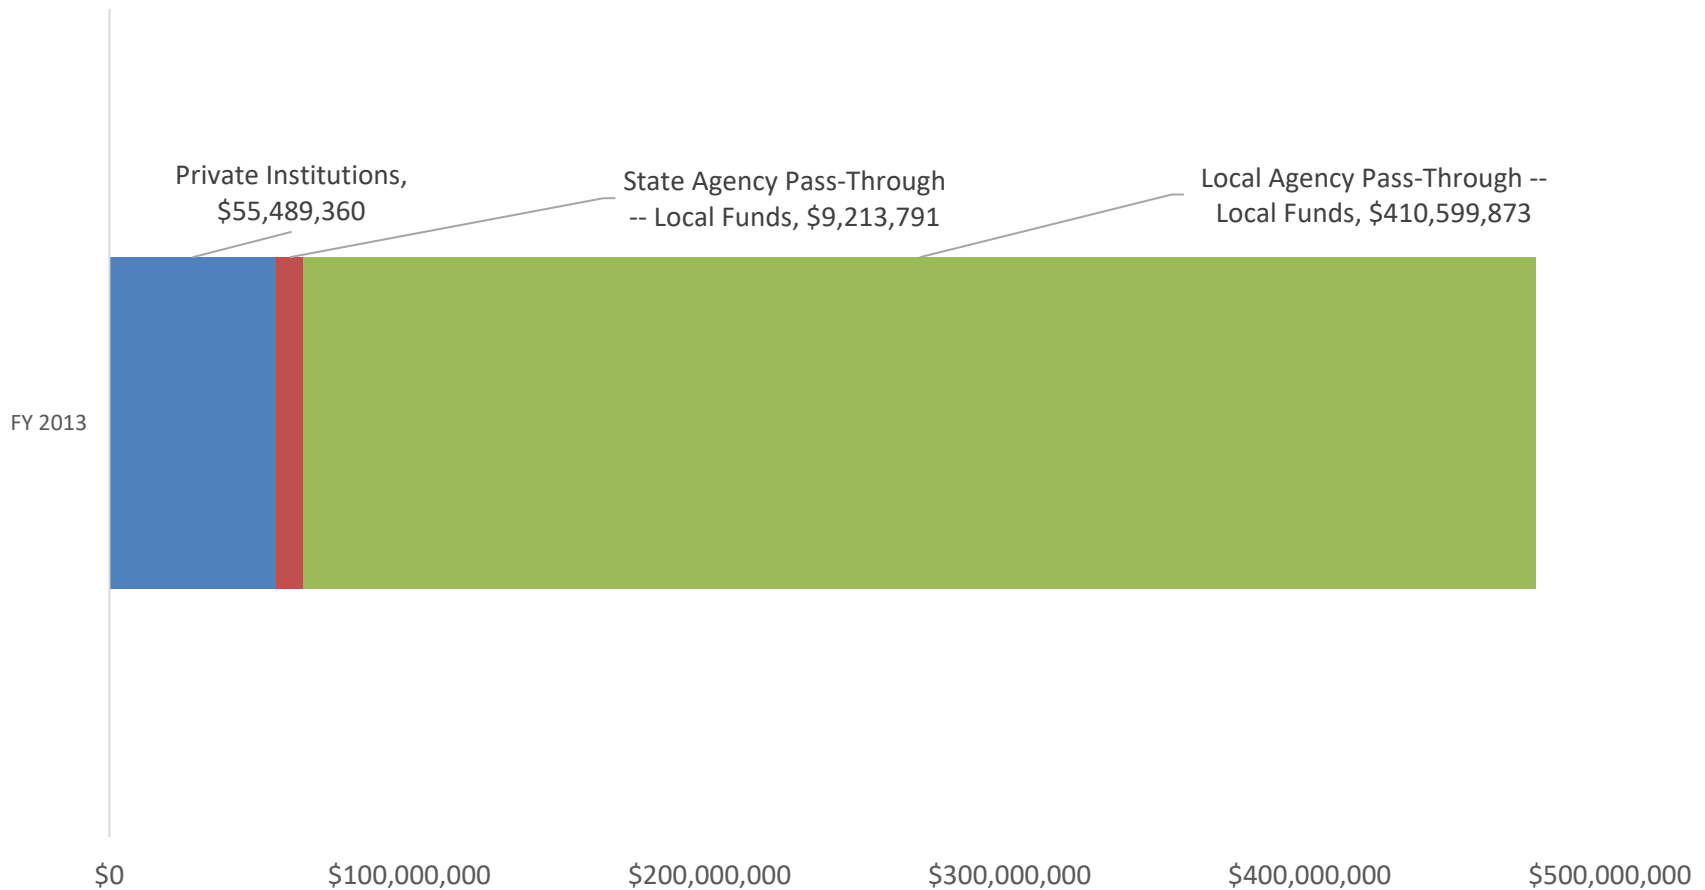 Private Institutions,
$55,489,360
State Agency Pass-Through
-- Local Funds, $9,213,791
Local Agency Pass-Through --
Local Funds, $410,599,873
FY 2013
$0
$100,000,000
$200,000,000
$300,000,000
$400,000,000
$500,000,000